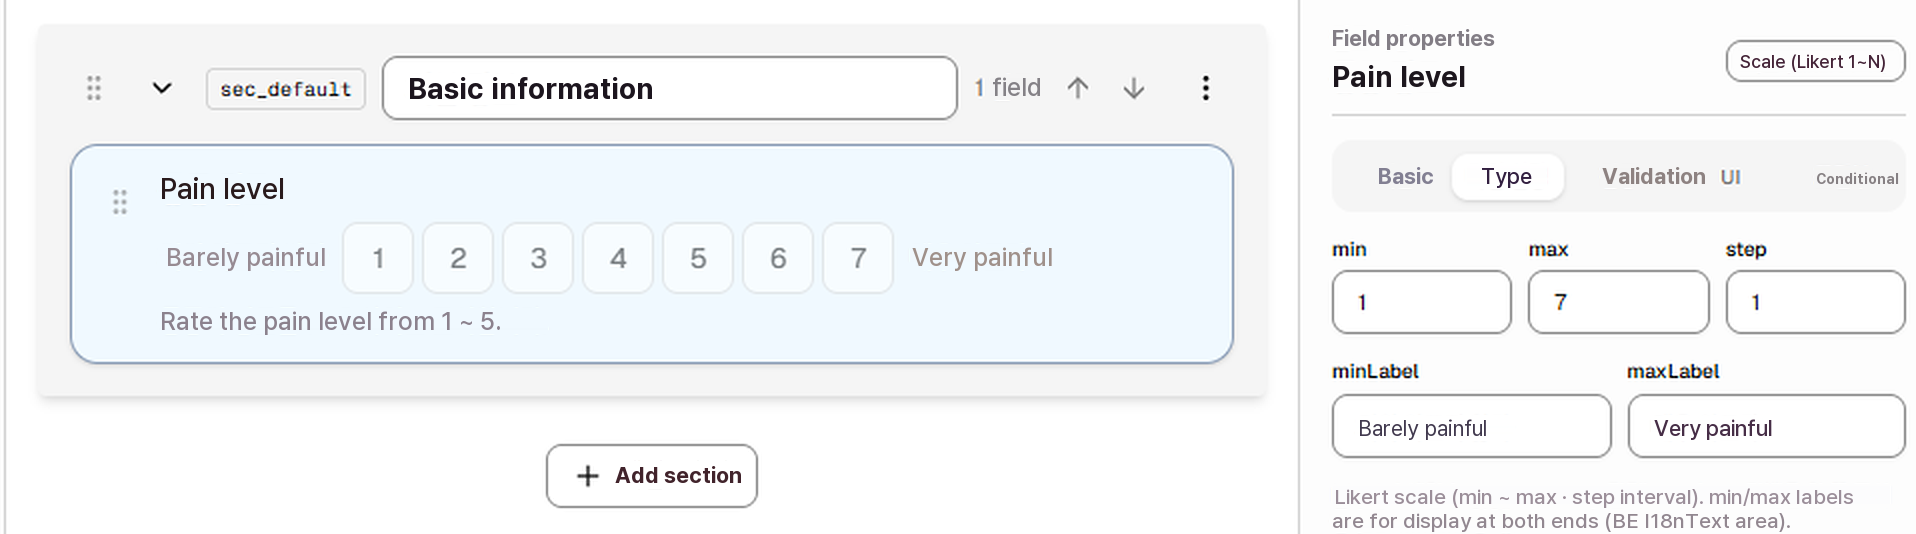 sec_default Basic information 1 field
Pain level
Barely painful 1 2 3 4 5 6 7 Very painful
Rate the pain level from 1 ~ 5.
+ Add section
Field properties
Pain level
Scale (Likert 1~N)
Basic Type Validation UI Conditional
min max step
1 7 1
minLabel maxLabel
Barely painful Very painful
Likert scale (min ~ max · step interval). min/max labels
are for display at both ends (BE I18nText area).